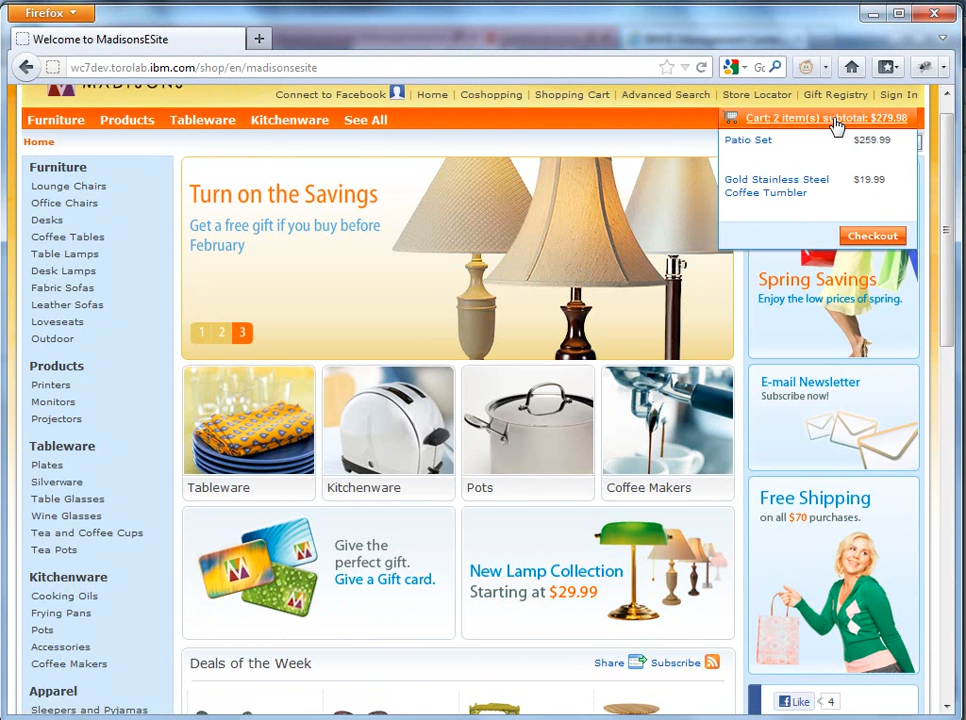 Firefox
Welcome to MadisonsESite
wc7dev.torolab.ibm.com/shop/en/madisonsesite
MADISONS
Connect to Facebook | Home | Coshopping | Shopping Cart | Advanced Search | Store Locator | Gift Registry | Sign In
Furniture Products Tableware Kitchenware See All
Cart: 2 item(s) subtotal: $279.98
Home
Patio Set $259.99
Gold Stainless Steel $19.99
Coffee Tumbler
Checkout
Furniture
Lounge Chairs
Office Chairs
Desks
Coffee Tables
Table Lamps
Desk Lamps
Fabric Sofas
Leather Sofas
Loveseats
Outdoor
Products
Printers
Monitors
Projectors
Tableware
Plates
Silverware
Table Glasses
Wine Glasses
Tea and Coffee Cups
Tea Pots
Kitchenware
Cooking Oils
Frying Pans
Pots
Accessories
Coffee Makers
Apparel
Sleepers and Pyjamas
Turn on the Savings
Get a free gift if you buy before
February
1 2 3
Tableware
Kitchenware
Pots
Coffee Makers
Give the
perfect gift.
Give a Gift card.
New Lamp Collection
Starting at $29.99
Deals of the Week
Share Subscribe
Spring Savings
Enjoy the low prices of spring.
E-mail Newsletter
Subscribe now!
Free Shipping
on all $70 purchases.
Like 4